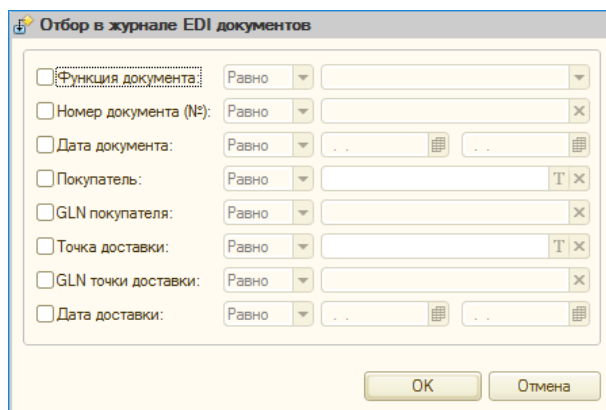 Отбор в журнале EDI документов
Функция документа: Равно
Номер документа (№): Равно
Дата документа: Равно . . . .
Покупатель: Равно T
GLN покупателя: Равно
Точка доставки: Равно T
GLN точки доставки: Равно
Дата доставки: Равно . . . .
OK Отмена